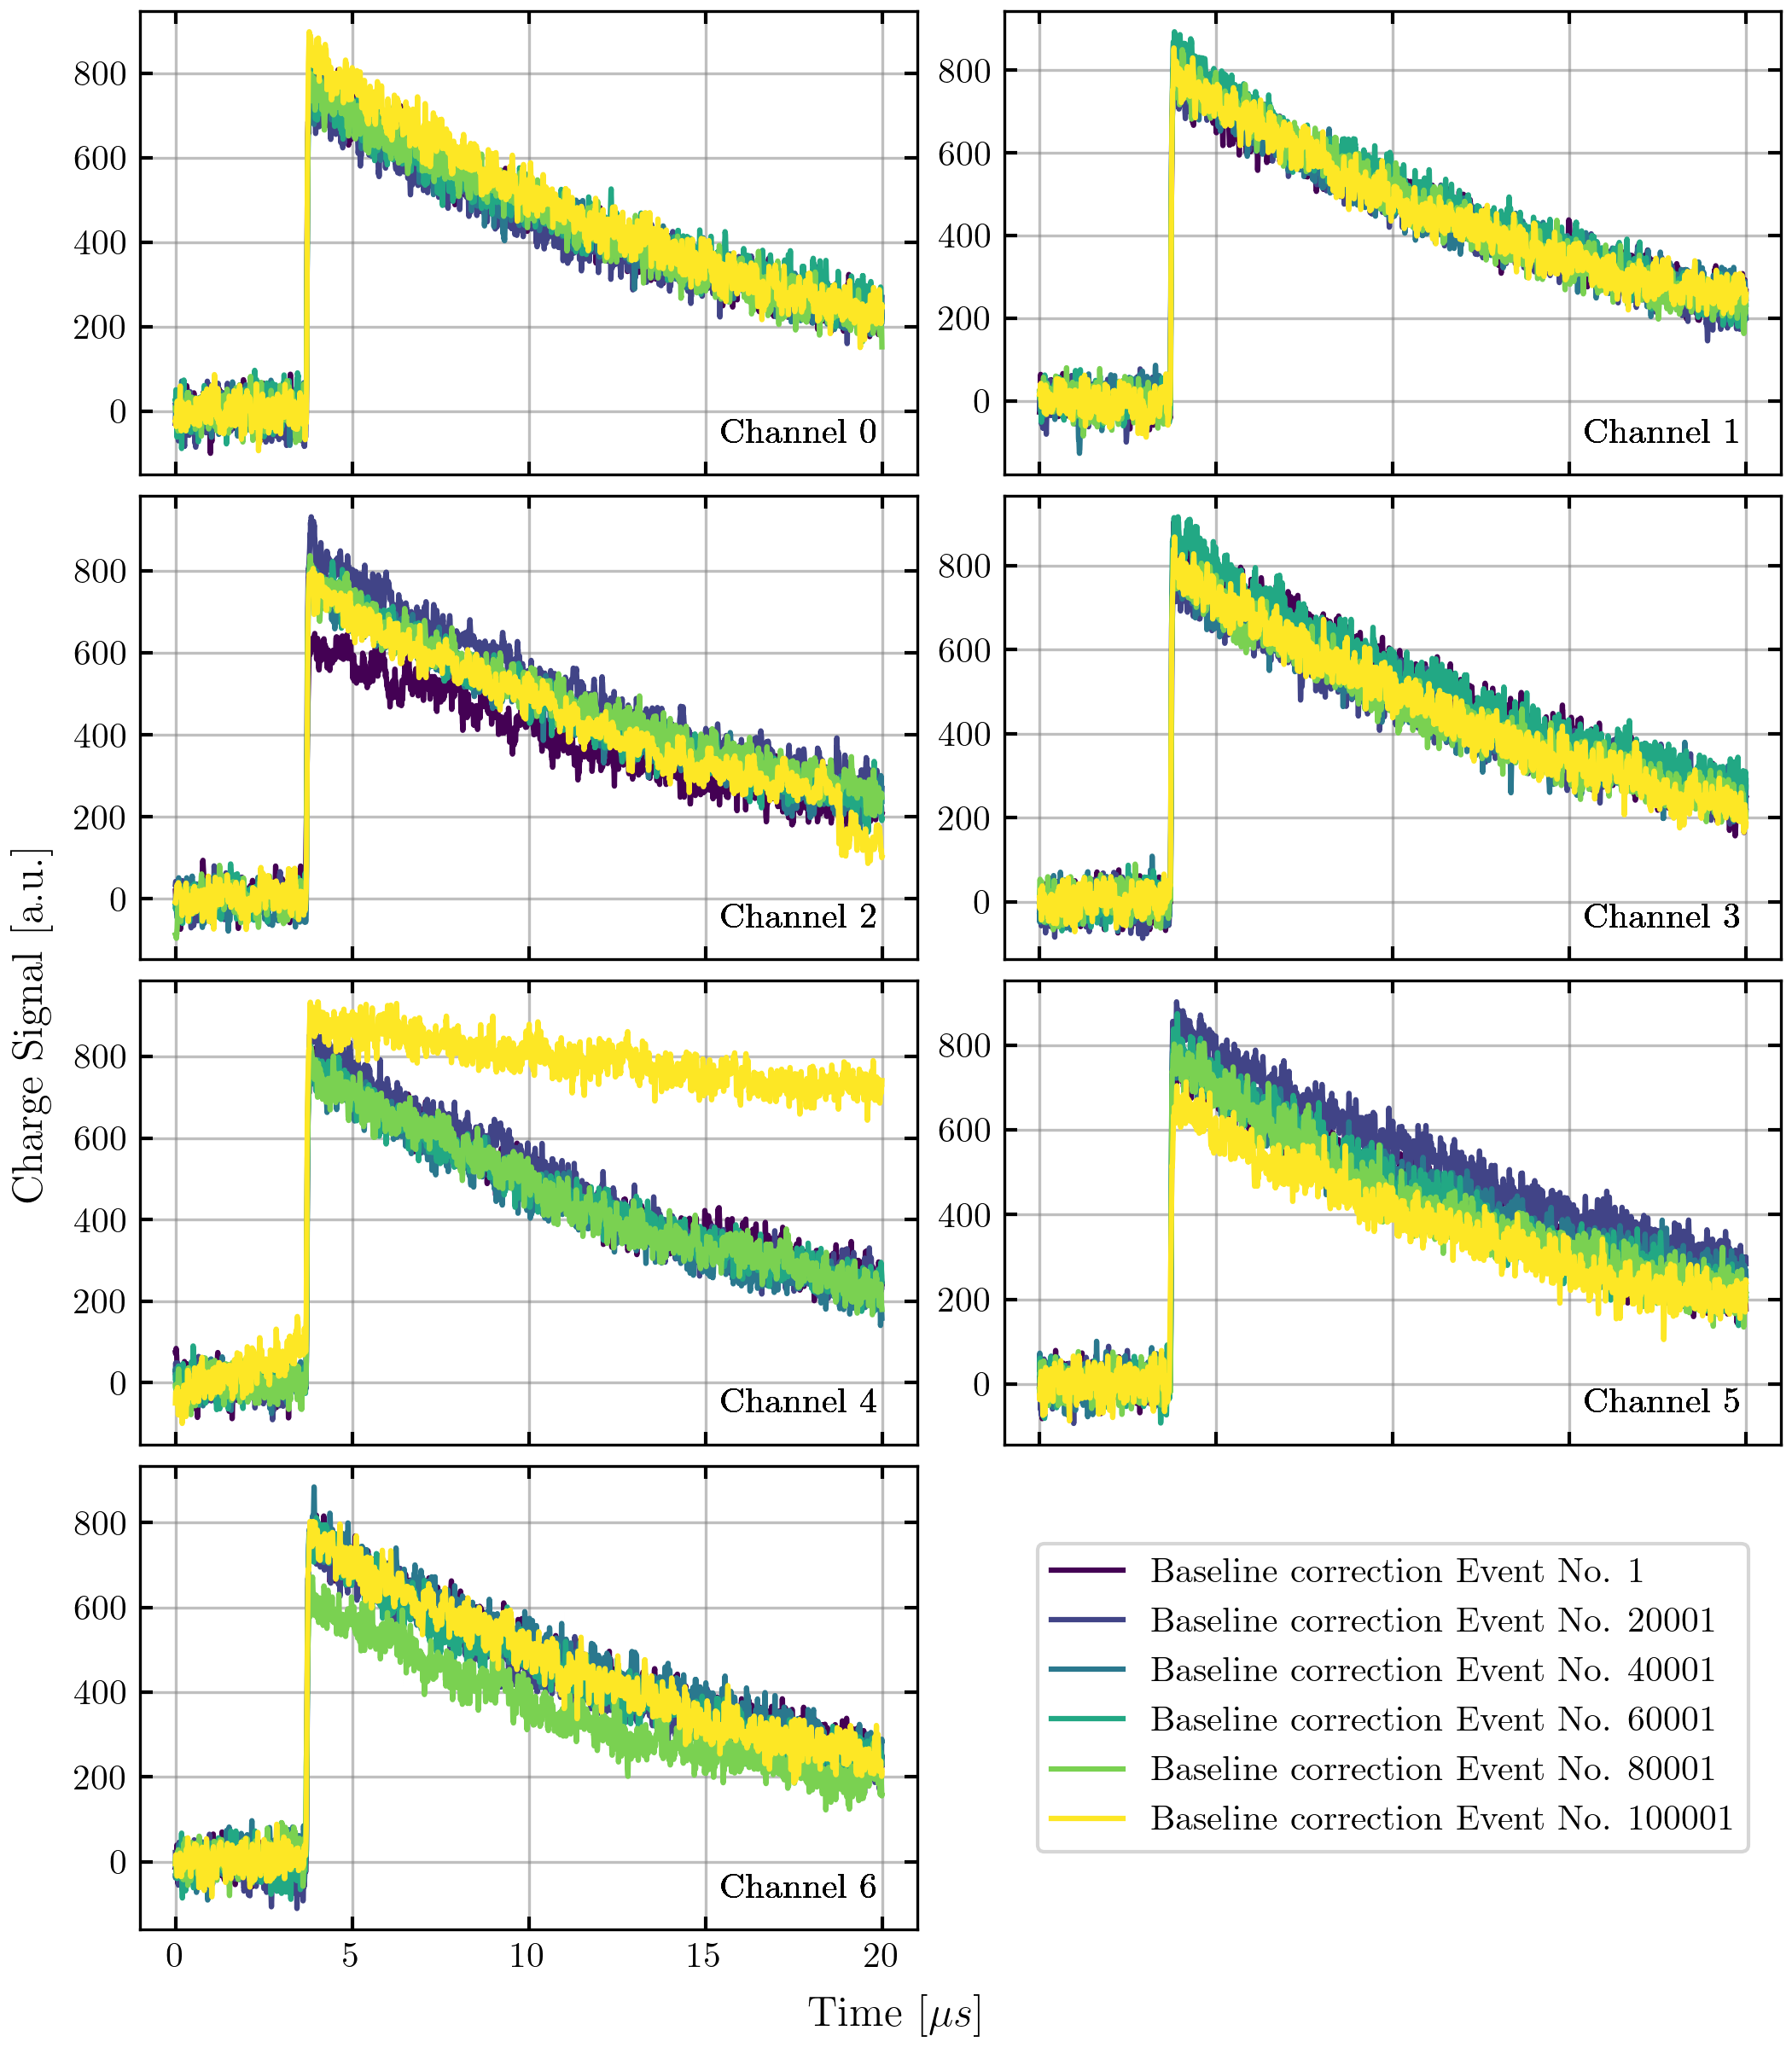 800
600
400
200
0
Channel 0
800
600
400
200
0
Channel 1
800
600
400
200
0
Channel 2
800
600
400
200
0
Channel 3
Charge Signal [a.u.]
800
600
400
200
0
Channel 4
800
600
400
200
0
Channel 5
800
600
400
200
0
Channel 6
0 5 10 15 20
Baseline correction Event No. 1
Baseline correction Event No. 20001
Baseline correction Event No. 40001
Baseline correction Event No. 60001
Baseline correction Event No. 80001
Baseline correction Event No. 100001
Time [μs]